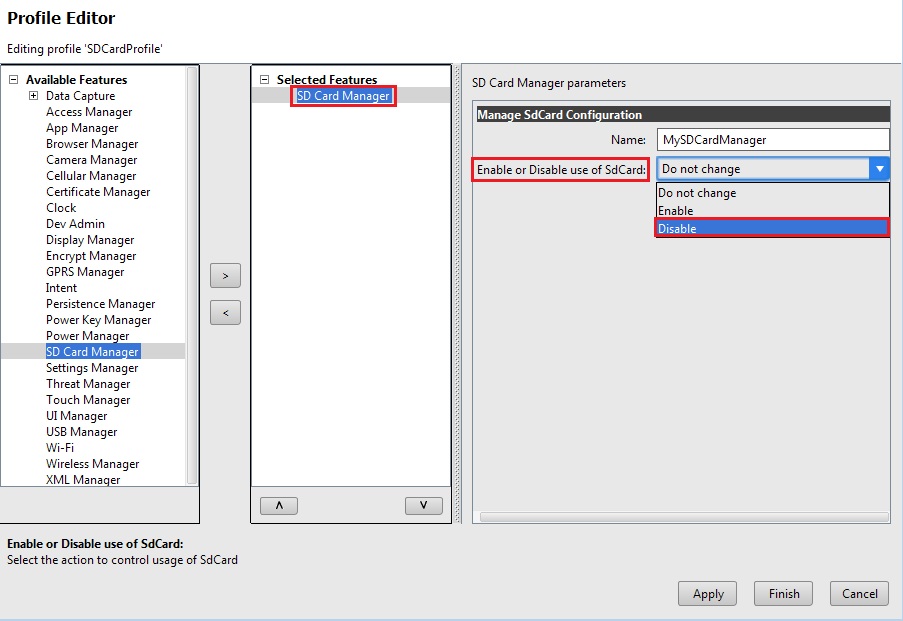 Profile Editor
Editing profile 'SDCardProfile'
Available Features
Data Capture
Access Manager
App Manager
Browser Manager
Camera Manager
Cellular Manager
Certificate Manager
Clock
Dev Admin
Display Manager
Encrypt Manager
GPRS Manager
Intent
Persistence Manager
Power Key Manager
Power Manager
SD Card Manager
Settings Manager
Threat Manager
Touch Manager
UI Manager
USB Manager
Wi-Fi
Wireless Manager
XML Manager
>
<
Selected Features
SD Card Manager
SD Card Manager parameters
Manage SdCard Configuration
Name: MySDCardManager
Enable or Disable use of SdCard: Do not change
Do not change
Enable
Disable
Enable or Disable use of SdCard:
Select the action to control usage of SdCard
Apply Finish Cancel